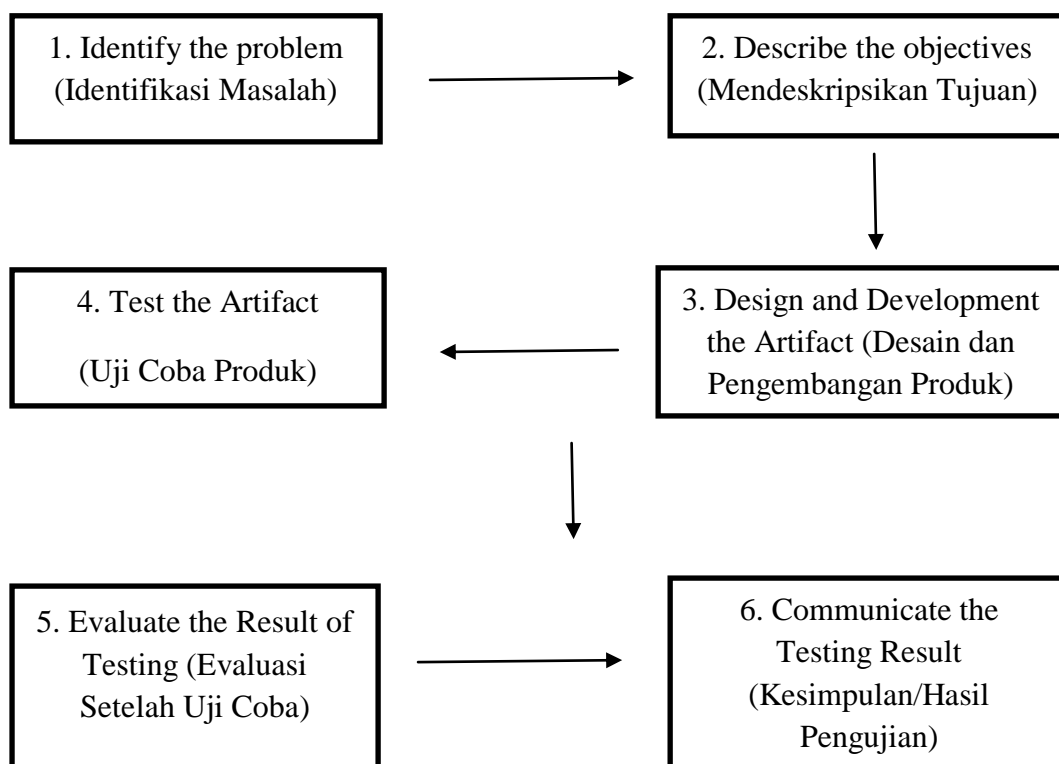 1. Identify the problem
(Identifikasi Masalah)
2. Describe the objectives
(Mendeskripsikan Tujuan)
3. Design and Development
the Artifact (Desain dan
Pengembangan Produk)
4. Test the Artifact
(Uji Coba Produk)
5. Evaluate the Result of
Testing (Evaluasi
Setelah Uji Coba)
6. Communicate the
Testing Result
(Kesimpulan/Hasil
Pengujian)